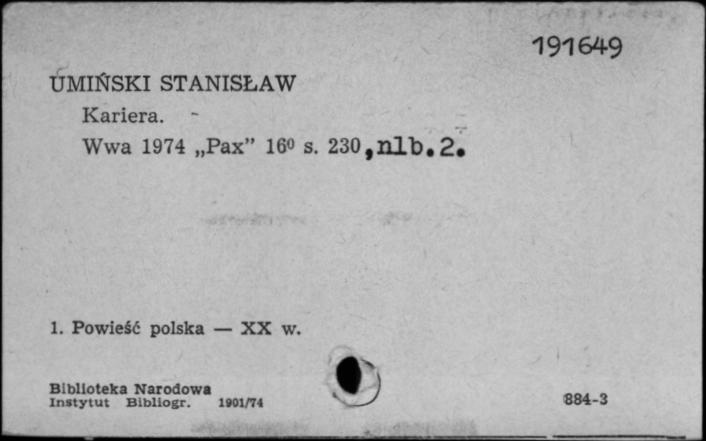 191649
UMIŃSKI STANISŁAW
Kariera.
Wwa 1974 „Pax” 16⁰ s. 230,nlb.2.
1. Powieść polska — XX w.
Biblioteka Narodowa
Instytut Bibliogr. 1901/74
884-3